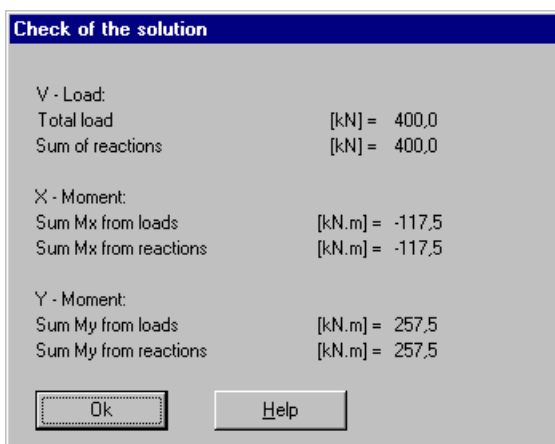 Check of the solution
V - Load:
Total load [kN] = 400,0
Sum of reactions [kN] = 400,0
X - Moment:
Sum Mx from loads [kN.m] = -117,5
Sum Mx from reactions [kN.m] = -117,5
Y - Moment:
Sum My from loads [kN.m] = 257,5
Sum My from reactions [kN.m] = 257,5
Ok Help